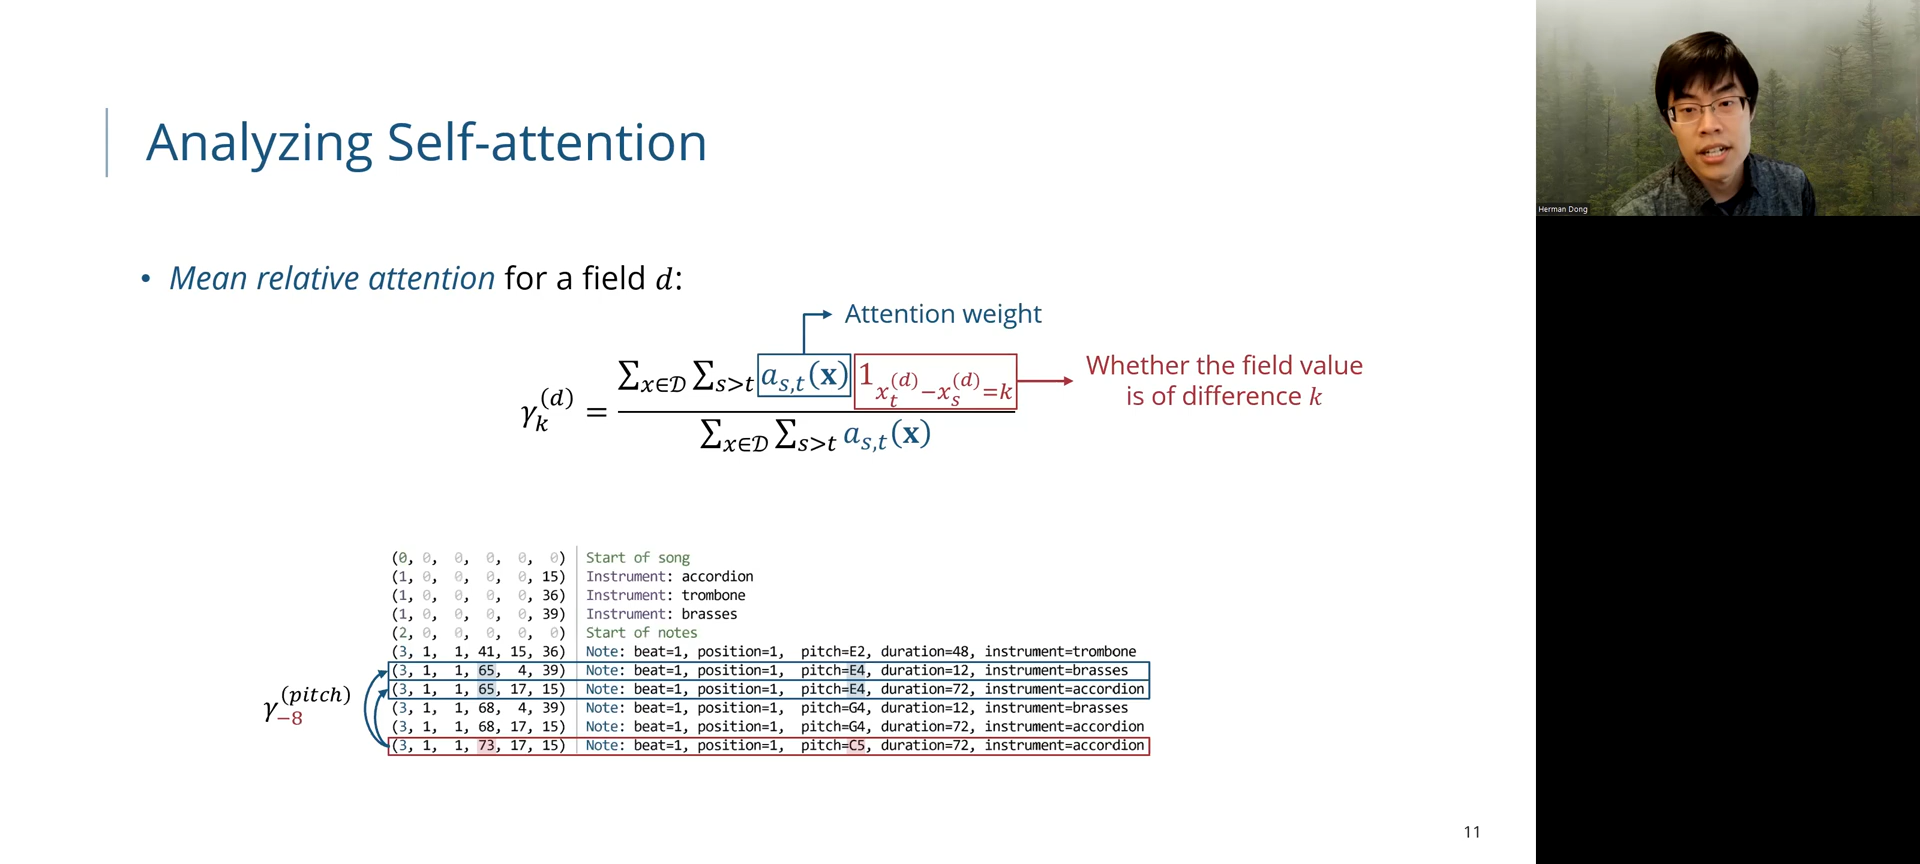 Analyzing Self-attention
• Mean relative attention for a field d:
Attention weight
Whether the field value
is of difference k
γ_k^(d) = ∑_{x∈𝒟} ∑_{s>t} a_{s,t}(𝐱) 1_{x_t^(d)−x_s^(d)=k}
∑_{x∈𝒟} ∑_{s>t} a_{s,t}(𝐱)
(0, 0, 0, 0, 0, 0) Start of song
(1, 0, 0, 0, 0, 15) Instrument: accordion
(1, 0, 0, 0, 0, 36) Instrument: trombone
(1, 0, 0, 0, 0, 39) Instrument: brasses
(2, 0, 0, 0, 0, 0) Start of notes
(3, 1, 1, 41, 15, 36) Note: beat=1, position=1, pitch=E2, duration=48, instrument=trombone
(3, 1, 1, 65, 4, 39) Note: beat=1, position=1, pitch=E4, duration=12, instrument=brasses
(3, 1, 1, 65, 17, 15) Note: beat=1, position=1, pitch=E4, duration=72, instrument=accordion
(3, 1, 1, 68, 4, 39) Note: beat=1, position=1, pitch=G4, duration=12, instrument=brasses
(3, 1, 1, 68, 17, 15) Note: beat=1, position=1, pitch=G4, duration=72, instrument=accordion
(3, 1, 1, 73, 17, 15) Note: beat=1, position=1, pitch=C5, duration=72, instrument=accordion
γ_−8^(pitch)
11
Herman Dong